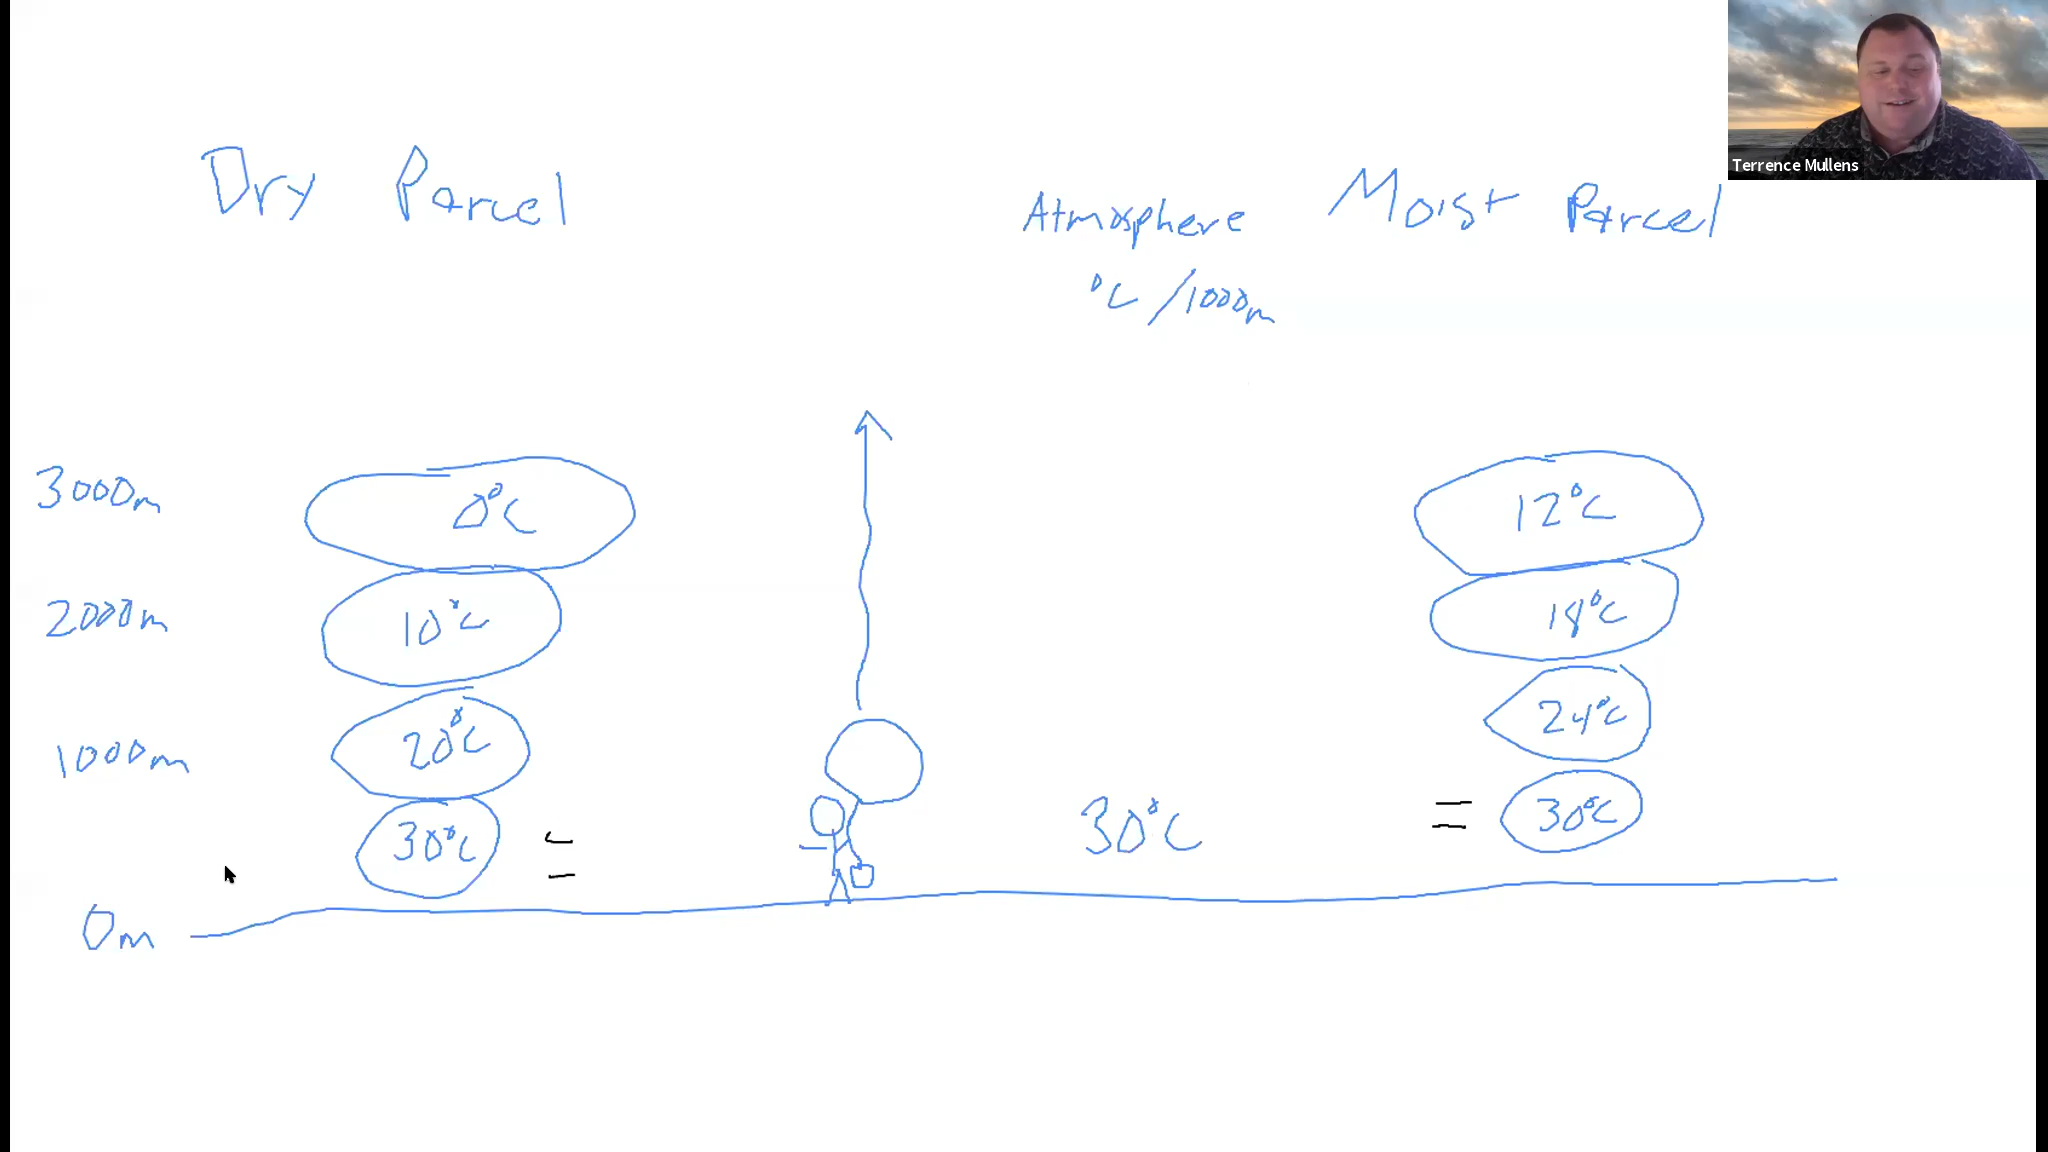 Terrence Mullens
Dry Parcel
Atmosphere
°C /1000m
Moist Parcel
3000m
0°C
12°C
2000m
10°C
18°C
1000m
20°C
24°C
30°C =
30°C
= 30°C
0m